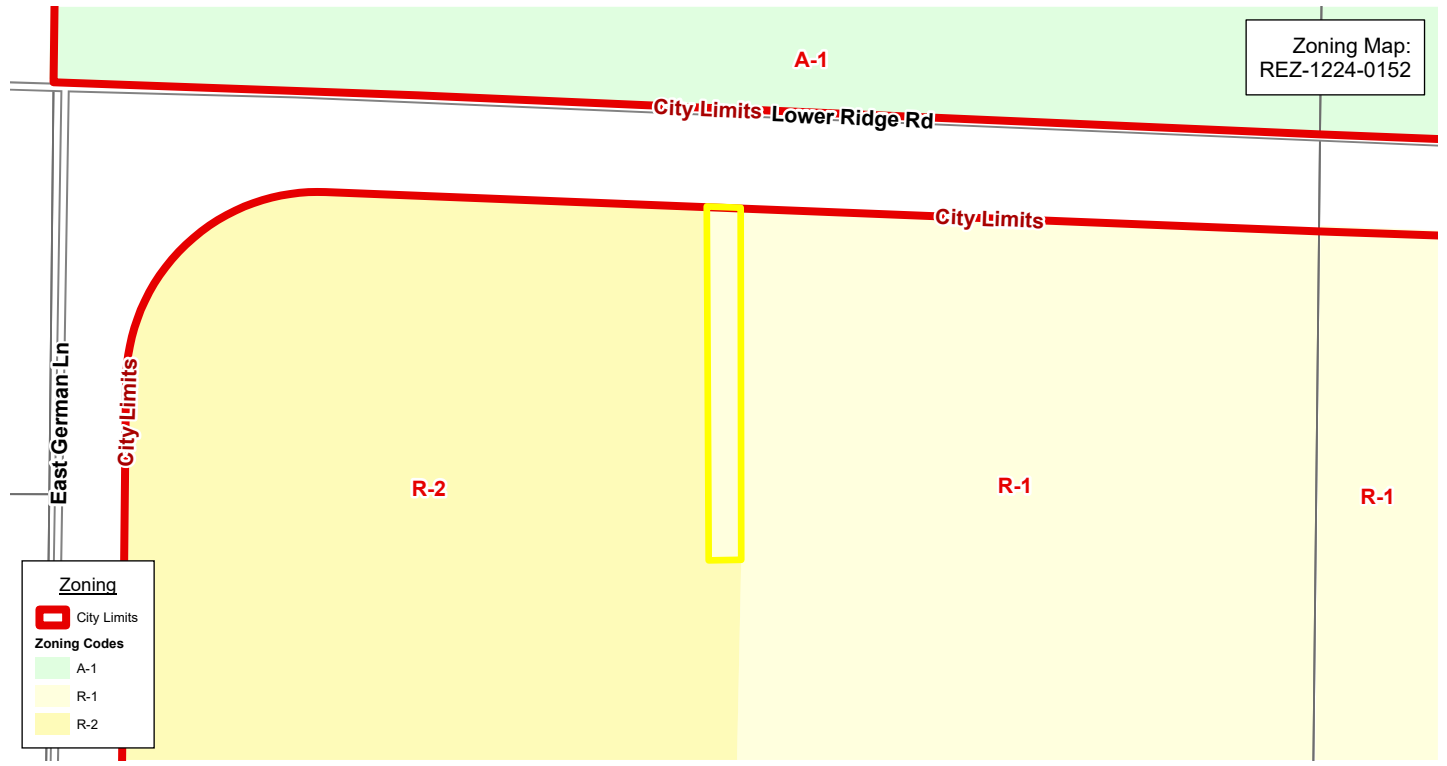 A-1
Zoning Map:
REZ-1224-0152
City Limits
Lower Ridge Rd
City Limits
East German Ln
City Limits
R-2
R-1
R-1
Zoning
City Limits
Zoning Codes
A-1
R-1
R-2